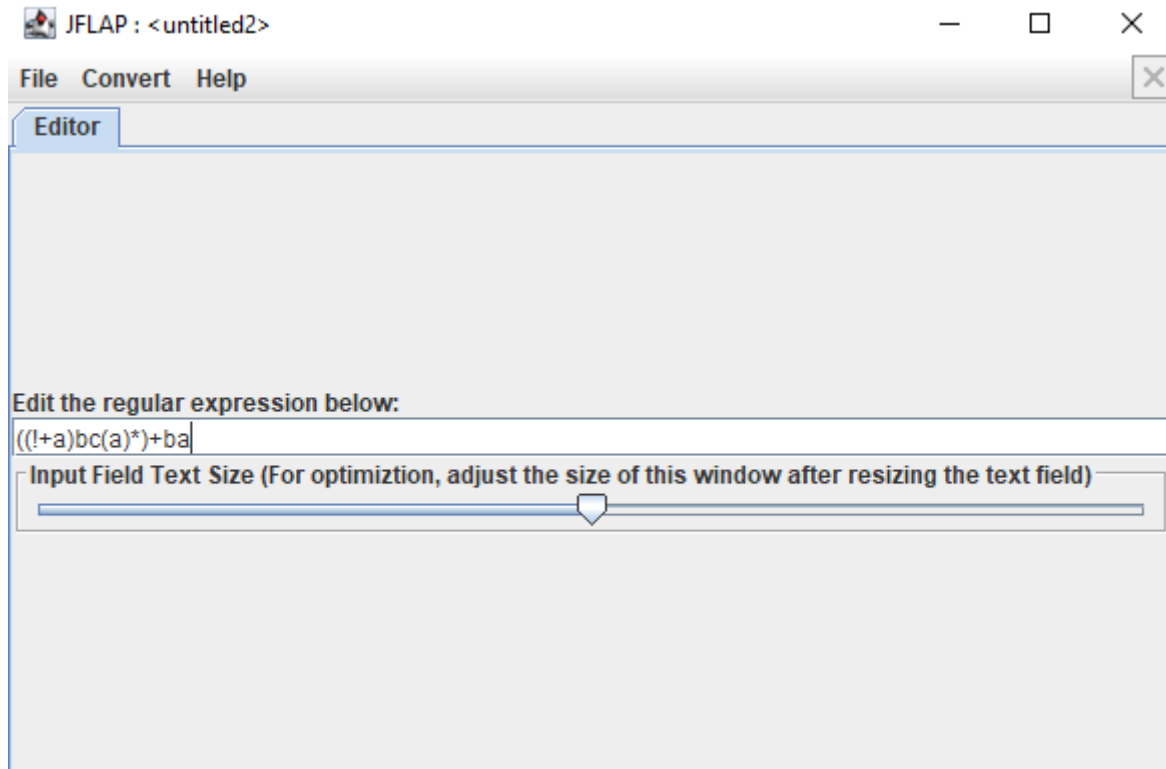 JFLAP : <untitled2>
File Convert Help
Editor
Edit the regular expression below:
((!+a)bc(a)*)+ba
Input Field Text Size (For optimiztion, adjust the size of this window after resizing the text field)